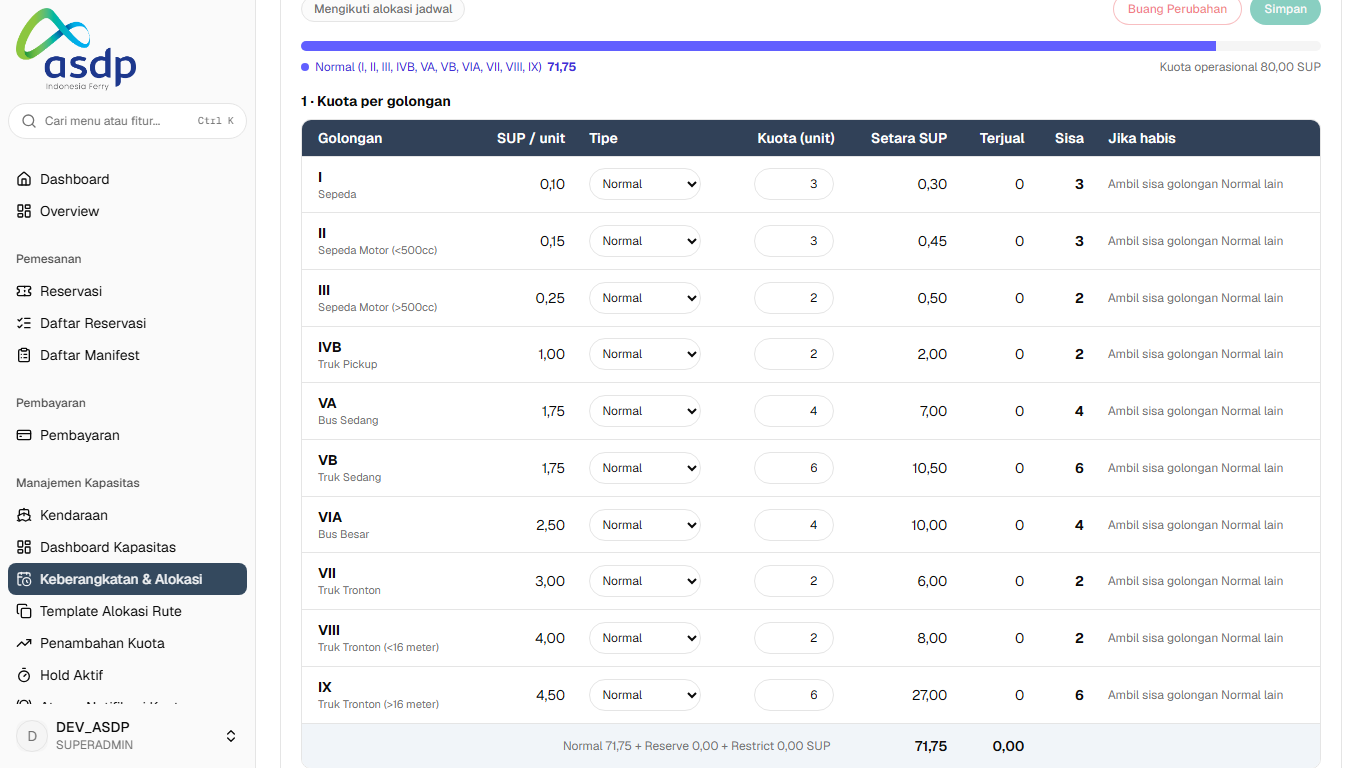 asdp
Indonesia Ferry
Cari menu atau fitur... Ctrl K
Dashboard
Overview
Pemesanan
Reservasi
Daftar Reservasi
Daftar Manifest
Pembayaran
Pembayaran
Manajemen Kapasitas
Kendaraan
Dashboard Kapasitas
Keberangkatan & Alokasi
Template Alokasi Rute
Penambahan Kuota
Hold Aktif
D DEV_ASDP
SUPERADMIN
Mengikuti alokasi jadwal Buang Perubahan Simpan
Normal (I, II, III, IVB, VA, VB, VIA, VII, VIII, IX) 71,75 Kuota operasional 80,00 SUP
1 · Kuota per golongan
Golongan SUP / unit Tipe Kuota (unit) Setara SUP Terjual Sisa Jika habis
I
Sepeda
0,10 Normal 3 0,30 0 3 Ambil sisa golongan Normal lain
II
Sepeda Motor (<500cc)
0,15 Normal 3 0,45 0 3 Ambil sisa golongan Normal lain
III
Sepeda Motor (>500cc)
0,25 Normal 2 0,50 0 2 Ambil sisa golongan Normal lain
IVB
Truk Pickup
1,00 Normal 2 2,00 0 2 Ambil sisa golongan Normal lain
VA
Bus Sedang
1,75 Normal 4 7,00 0 4 Ambil sisa golongan Normal lain
VB
Truk Sedang
1,75 Normal 6 10,50 0 6 Ambil sisa golongan Normal lain
VIA
Bus Besar
2,50 Normal 4 10,00 0 4 Ambil sisa golongan Normal lain
VII
Truk Tronton
3,00 Normal 2 6,00 0 2 Ambil sisa golongan Normal lain
VIII
Truk Tronton (<16 meter)
4,00 Normal 2 8,00 0 2 Ambil sisa golongan Normal lain
IX
Truk Tronton (>16 meter)
4,50 Normal 6 27,00 0 6 Ambil sisa golongan Normal lain
Normal 71,75 + Reserve 0,00 + Restrict 0,00 SUP 71,75 0,00